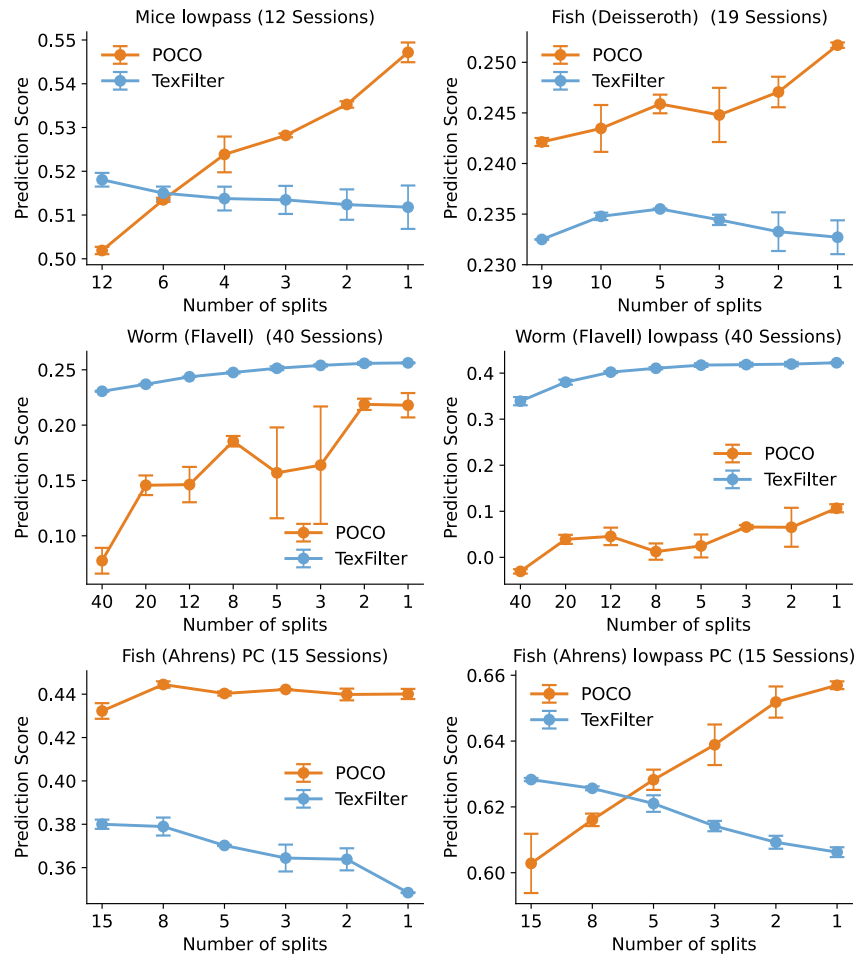 Mice lowpass (12 Sessions)
0.55
0.54
0.53
0.52
0.51
0.50
Prediction Score
POCO
TexFilter
12 6 4 3 2 1
Number of splits
Fish (Deisseroth) (19 Sessions)
0.250
0.245
0.240
0.235
0.230
Prediction Score
POCO
TexFilter
19 10 5 3 2 1
Number of splits
Worm (Flavell) (40 Sessions)
0.25
0.20
0.15
0.10
Prediction Score
POCO
TexFilter
40 20 12 8 5 3 2 1
Number of splits
Worm (Flavell) lowpass (40 Sessions)
0.4
0.3
0.2
0.1
0.0
Prediction Score
POCO
TexFilter
40 20 12 8 5 3 2 1
Number of splits
Fish (Ahrens) PC (15 Sessions)
0.44
0.42
0.40
0.38
0.36
Prediction Score
POCO
TexFilter
15 8 5 3 2 1
Number of splits
Fish (Ahrens) lowpass PC (15 Sessions)
0.66
0.64
0.62
0.60
Prediction Score
POCO
TexFilter
15 8 5 3 2 1
Number of splits